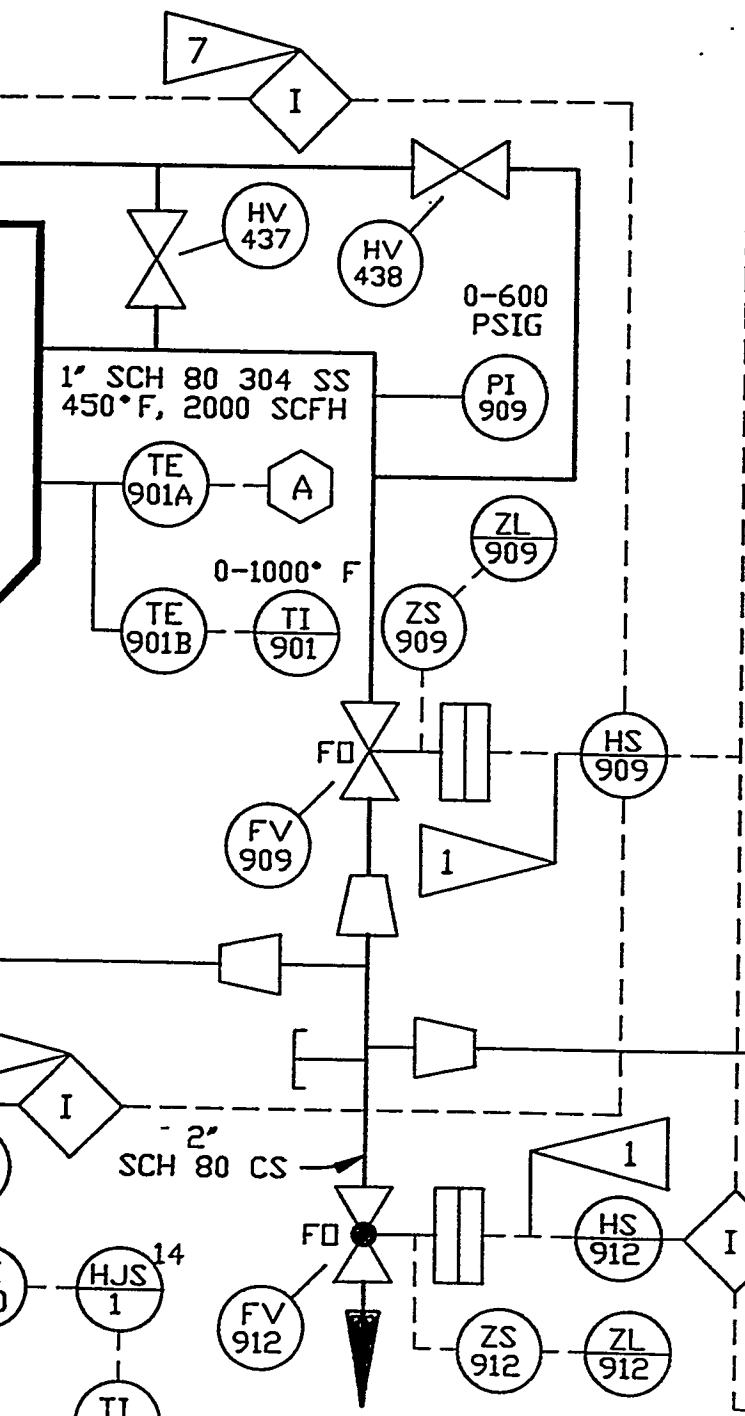 7
I
HV
437
HV
438
0-600
PSIG
1" SCH 80 304 SS
450°F, 2000 SCFH
PI
909
TE
901A
A
ZL
909
0-1000° F
TE
901B
TI
901
ZS
909
FO
HS
909
FV
909
1
I
2"
SCH 80 CS
1
FO
HS
912
I
14
HJS
1
FV
912
ZS
912
ZL
912
TI